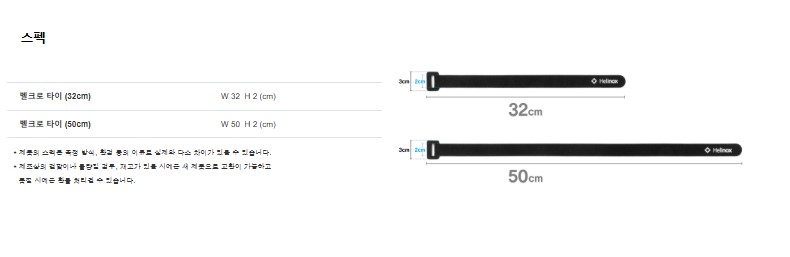 스펙
벨크로 타이 (32cm) W 32 H 2 (cm)
벨크로 타이 (50cm) W 50 H 2 (cm)
• 제품의 스펙은 측정 방식, 환경 등의 이유로 실제와 다소 차이가 있을 수 있습니다.
• 제조상의 결함이나 불량일 경우, 재고가 있을 시에는 새 제품으로 교환이 가능하고
품절 시에는 환불 처리될 수 있습니다.
3cm 2cm Helinox
32cm
3cm 2cm Helinox
50cm